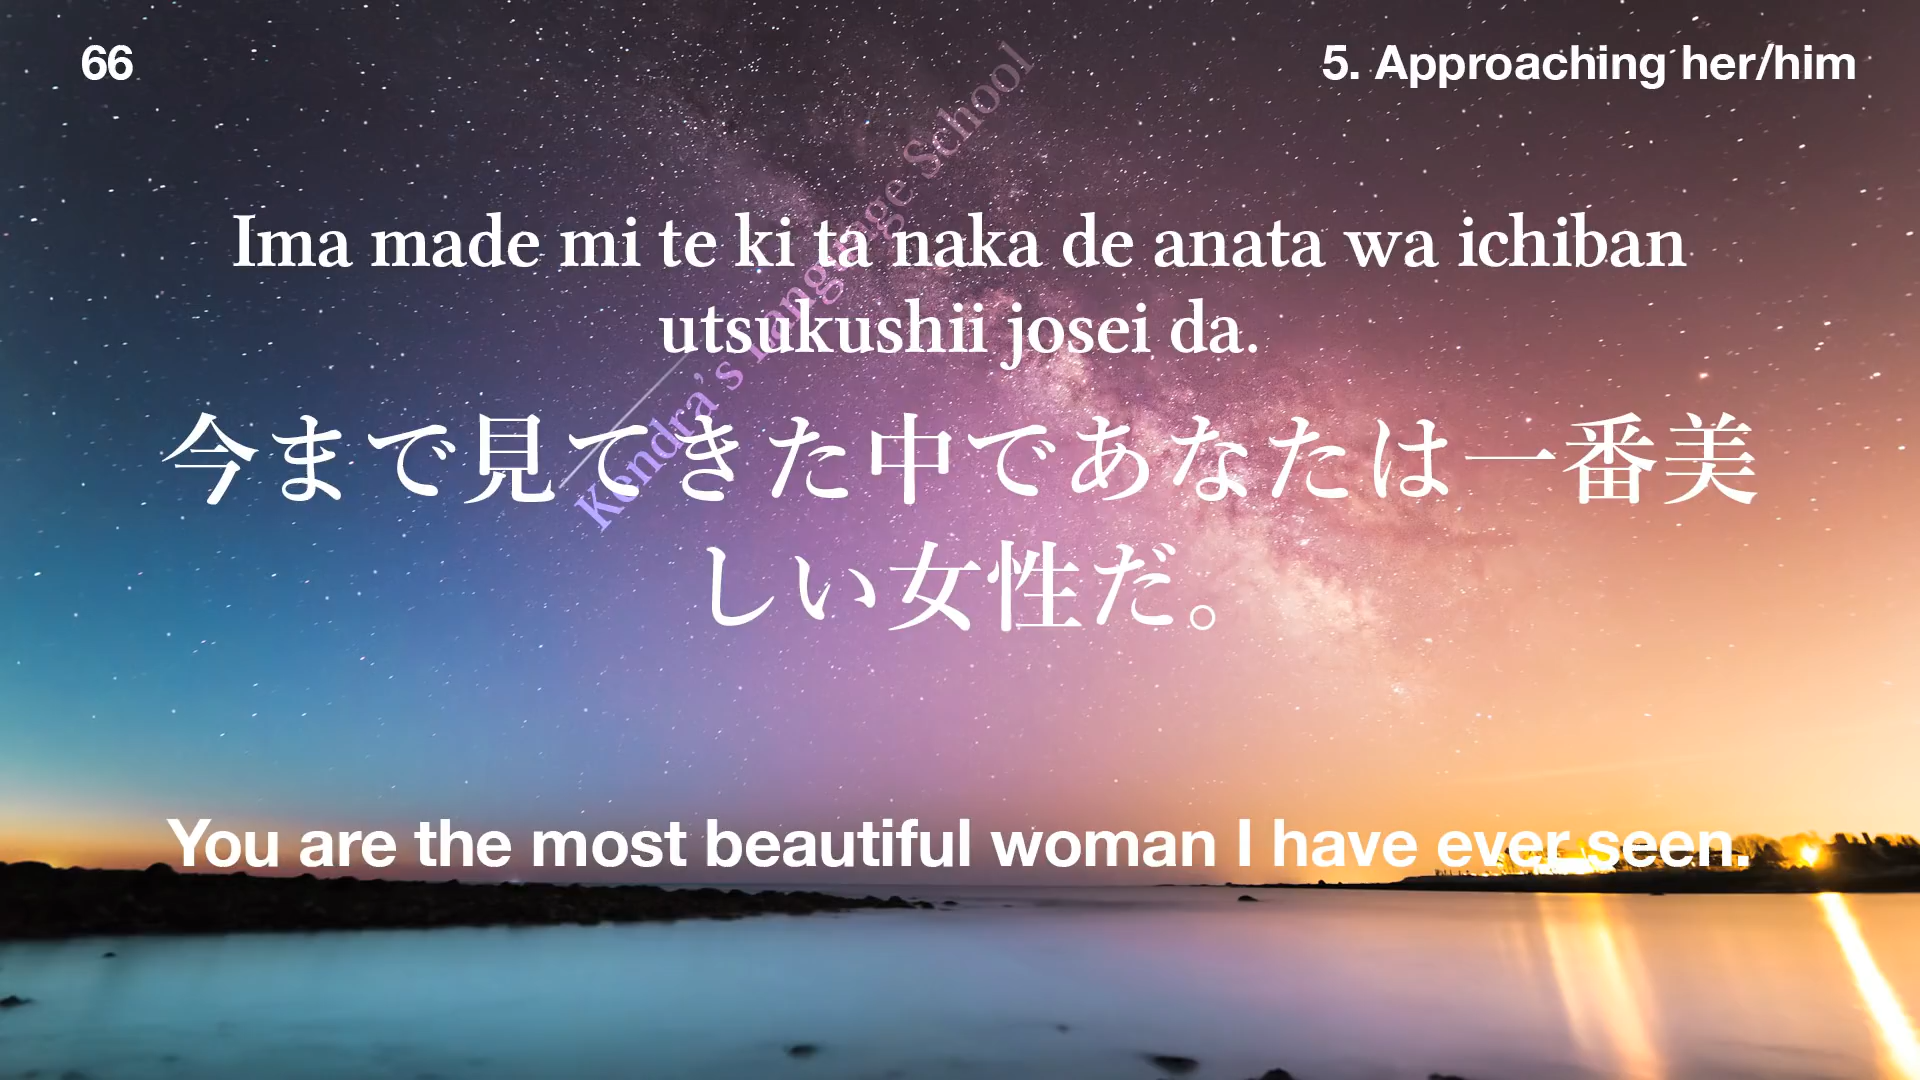 66
5. Approaching her/him
Kendra's Language School
Ima made mi te ki ta naka de anata wa ichiban
utsukushii josei da.
今まで見てきた中であなたは一番美
しい女性だ。
You are the most beautiful woman I have ever seen.